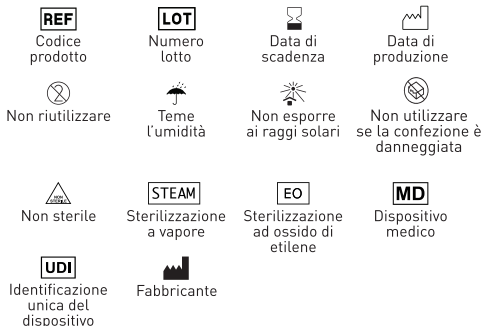 REF
LOT
Codice
prodotto
Numero
lotto
Data di
scadenza
Data di
produzione
Non riutilizzare
Teme
l'umidità
Non esporre
ai raggi solari
Non utilizzare
se la confezione è
danneggiata
NON
STERILE
STEAM
EO
MD
Non sterile
Sterilizzazione
a vapore
Sterilizzazione
ad ossido di
etilene
Dispositivo
medico
UDI
Identificazione
unica del
dispositivo
Fabbricante